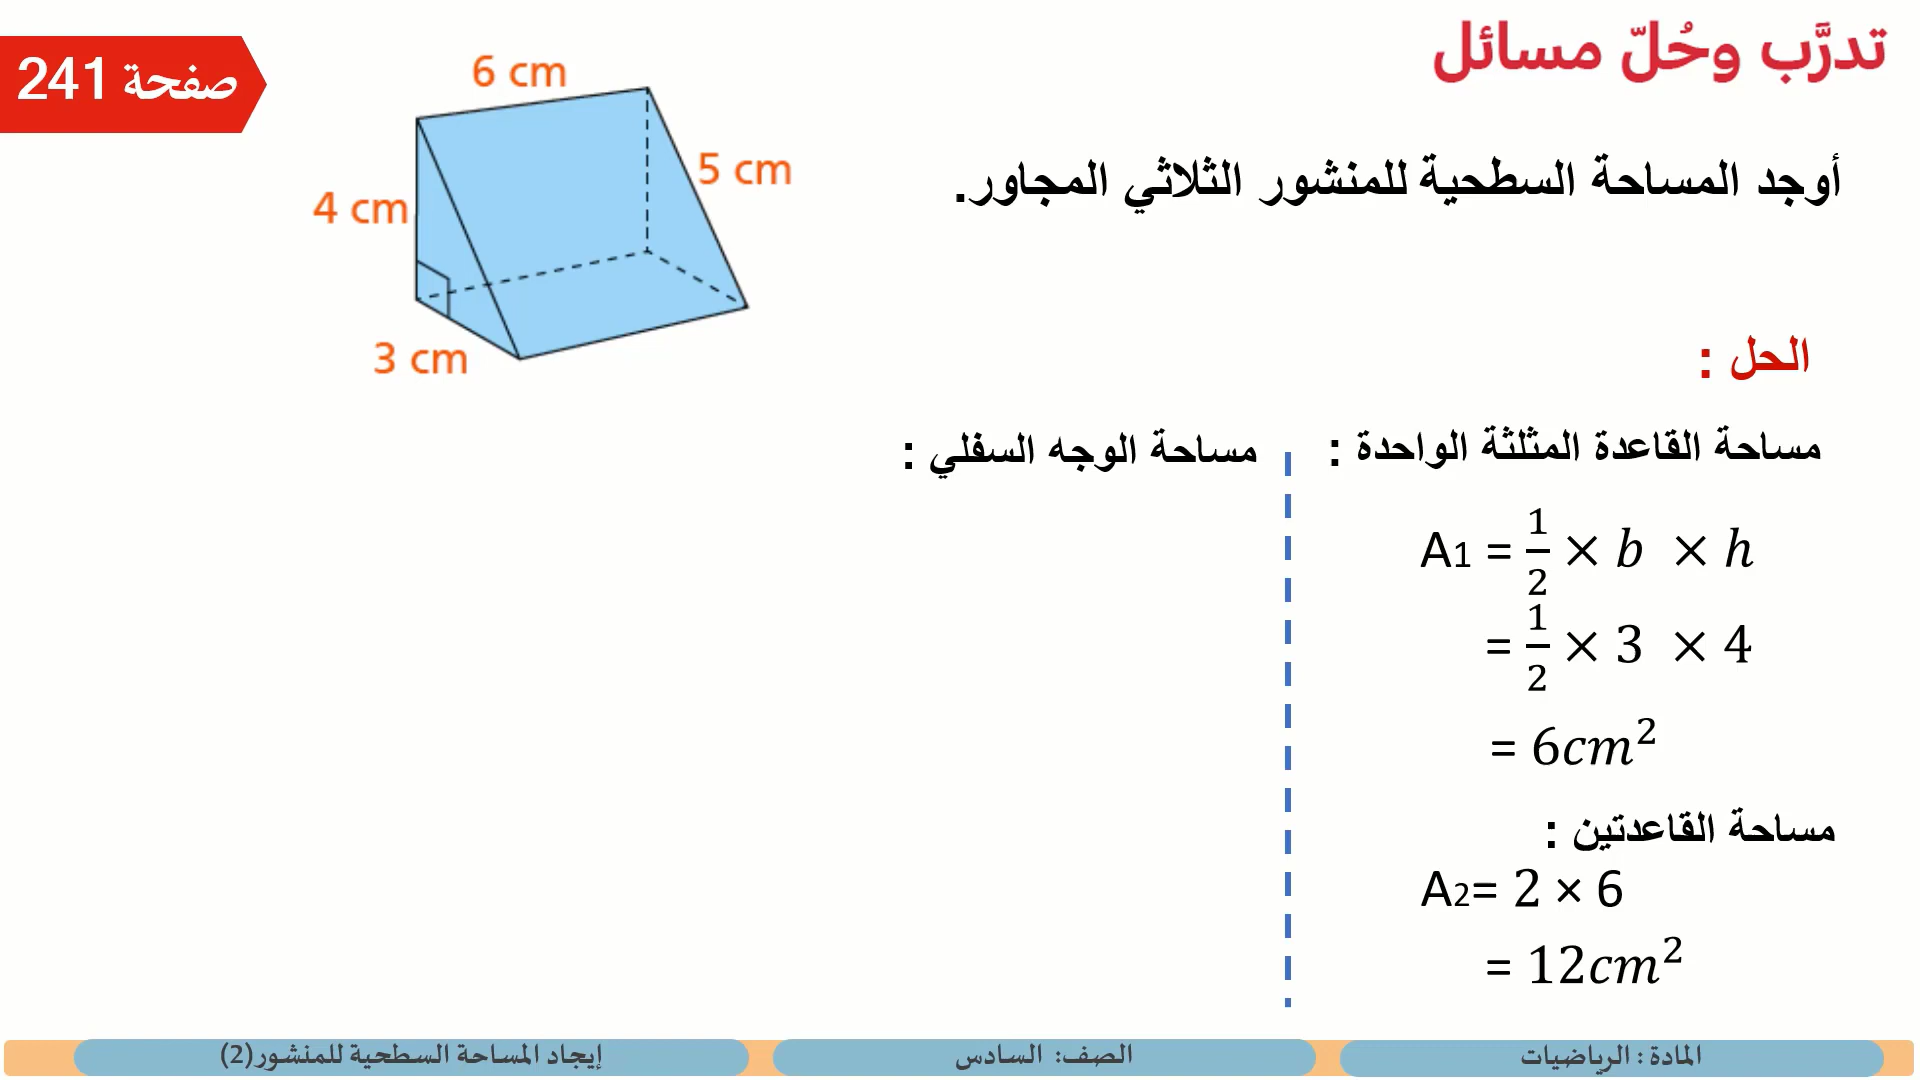 تدرَّب وحُلّ مسائل
صفحة 241
أوجد المساحة السطحية للمنشور الثلاثي المجاور.
6 cm
5 cm
4 cm
3 cm
الحل :
مساحة القاعدة المثلثة الواحدة :
A1 = 1/2 × b × h
= 1/2 × 3 × 4
= 6cm²
مساحة القاعدتين :
A2= 2 × 6
= 12cm²
مساحة الوجه السفلي :
المادة : الرياضيات
الصف: السادس
إيجاد المساحة السطحية للمنشور(2)